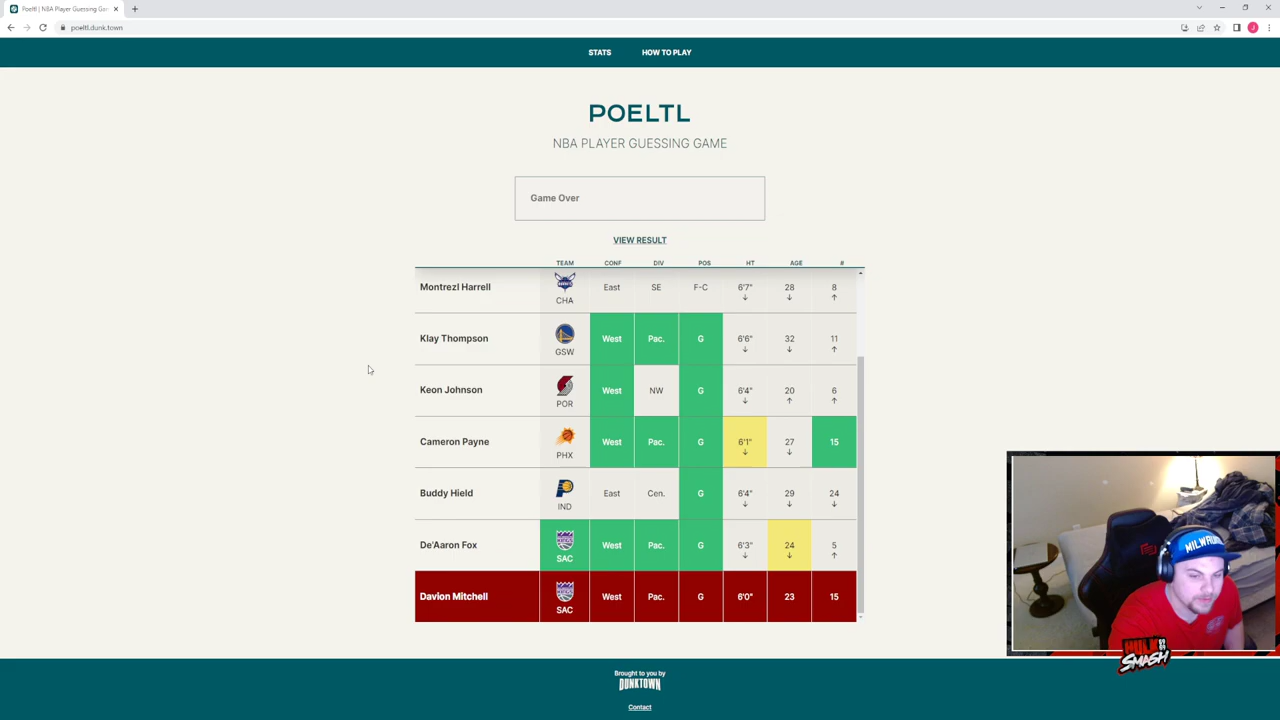 Poeltl | NBA Player Guessing Game
poeltl.dunk.town
J
STATS HOW TO PLAY
POELTL
NBA PLAYER GUESSING GAME
Game Over
VIEW RESULT
TEAM CONF DIV POS HT AGE #
Montrezl Harrell CHA East SE F-C 6'7" ↓ 28 ↓ 8 ↑
Klay Thompson GSW West Pac. G 6'6" ↓ 32 ↓ 11 ↑
Keon Johnson POR West NW G 6'4" ↓ 20 ↑ 6 ↑
Cameron Payne PHX West Pac. G 6'1" ↓ 27 ↓ 15
Buddy Hield IND East Cen. G 6'4" ↓ 29 ↓ 24 ↓
De'Aaron Fox SAC West Pac. G 6'3" ↓ 24 ↓ 5 ↑
Davion Mitchell SAC West Pac. G 6'0" 23 15
MILWAU
SMASH
Brought to you by
DUNKTOWN
Contact